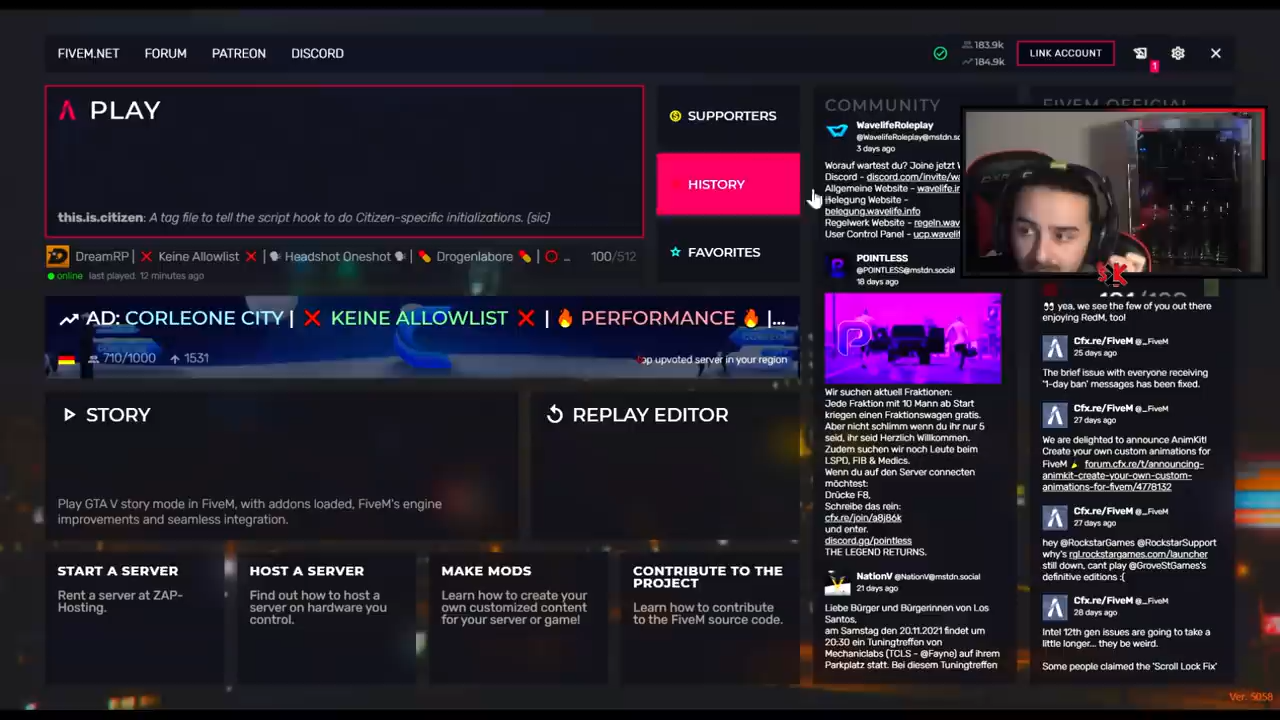 FIVEM.NET FORUM PATREON DISCORD
183.9k
184.9k
LINK ACCOUNT
1
PLAY
this.is.citizen: A tag file to tell the script hook to do Citizen-specific initializations. (sic)
DreamRP | ❌ Keine Allowlist ❌ | 🗣 Headshot Oneshot 🗣 | 💊 Drogenlabore 💊 | ⭕ ... 100/512
online last played: 12 minutes ago
SUPPORTERS
HISTORY
FAVORITES
AD: CORLEONE CITY | ❌ KEINE ALLOWLIST ❌ | 🔥 PERFORMANCE 🔥 |...
710/1000 1531
op upvoted server in your region
STORY
Play GTA V story mode in FiveM, with addons loaded, FiveM's engine
improvements and seamless integration.
REPLAY EDITOR
START A SERVER
Rent a server at ZAP-
Hosting.
HOST A SERVER
Find out how to host a
server on hardware you
control.
MAKE MODS
Learn how to create your
own customized content
for your server or game!
CONTRIBUTE TO THE
PROJECT
Learn how to contribute
to the FiveM source code.
COMMUNITY
WavelifeRoleplay
@WavelifeRoleplay@mstdn.so
3 days ago
Worauf wartest du? Joine jetzt W
Discord - discord.com/invite/wa
Allgemeine Website - wavelife.ir
Belegung Website -
belegung.wavelife.info
Regelwerk Website - regeln.wav
User Control Panel - ucp.wavelif
POINTLESS
@POINTLESS@mstdn.social
18 days ago
Wir suchen aktuell Fraktionen:
Jede Fraktion mit 10 Mann ab Start
kriegen einen Fraktionswagen gratis.
Aber nicht schlimm wenn du ihr nur 5
seid, ihr seid Herzlich Willkommen.
Zudem suchen wir noch Leute beim
LSPD, FIB & Medics.
Wenn du auf den Server connecten
möchtest:
Drücke F8,
Schreibe das rein:
cfx.re/join/a8j86k
und enter.
discord.gg/pointless
THE LEGEND RETURNS.
NationV @NationV@mstdn.social
21 days ago
Liebe Bürger und Bürgerinnen von Los
Santos,
am Samstag den 20.11.2021 findet um
20:30 ein Tuningtreffen von
Mechaniclabs (TCLS - @Fayne) auf ihrem
Parkplatz statt. Bei diesem Tuningtreffen
FIVEM OFFICIAL
yea, we see the few of you out there
enjoying RedM, too!
Cfx.re/FiveM @_FiveM
25 days ago
The brief issue with everyone receiving
'1-day ban' messages has been fixed.
Cfx.re/FiveM @_FiveM
27 days ago
We are delighted to announce AnimKit!
Create your own custom animations for
FiveM forum.cfx.re/t/announcing-
animkit-create-your-own-custom-
animations-for-fivem/4778132
Cfx.re/FiveM @_FiveM
27 days ago
hey @RockstarGames @RockstarSupport
why's rgl.rockstargames.com/launcher
still down, cant play @GroveStGames's
definitive editions :(
Cfx.re/FiveM @_FiveM
28 days ago
Intel 12th gen issues are going to take a
little longer... they be weird.
Some people claimed the 'Scroll Lock Fix'
Ver. 5058